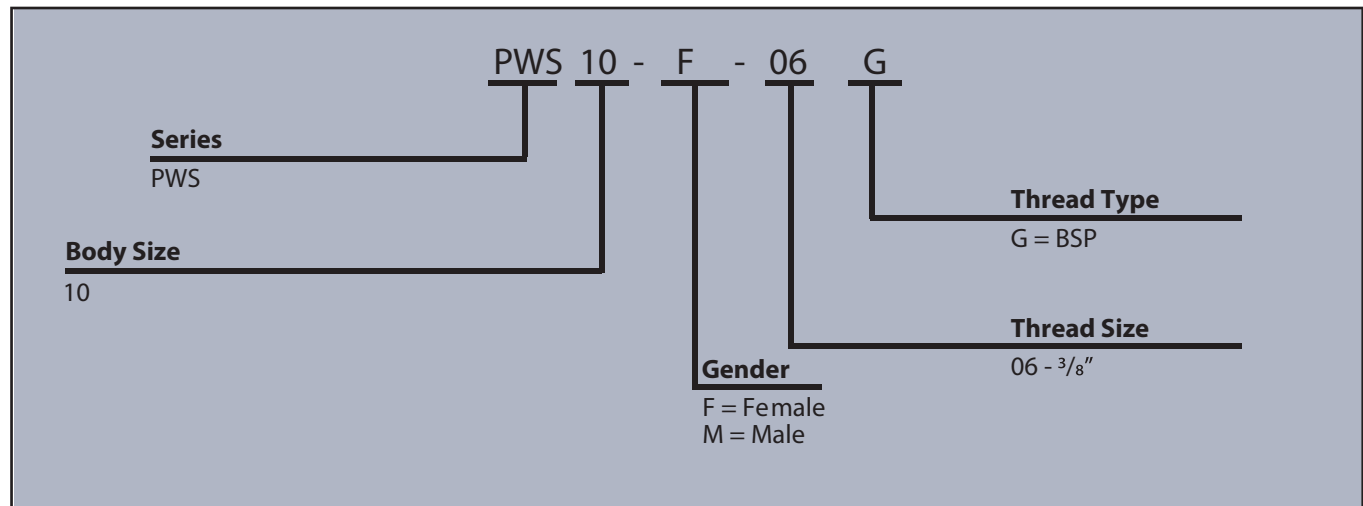 PWS 10 - F - 06 G
Series
PWS
Thread Type
G = BSP
Body Size
10
Thread Size
06 - ³/₈"
Gender
F = Female
M = Male